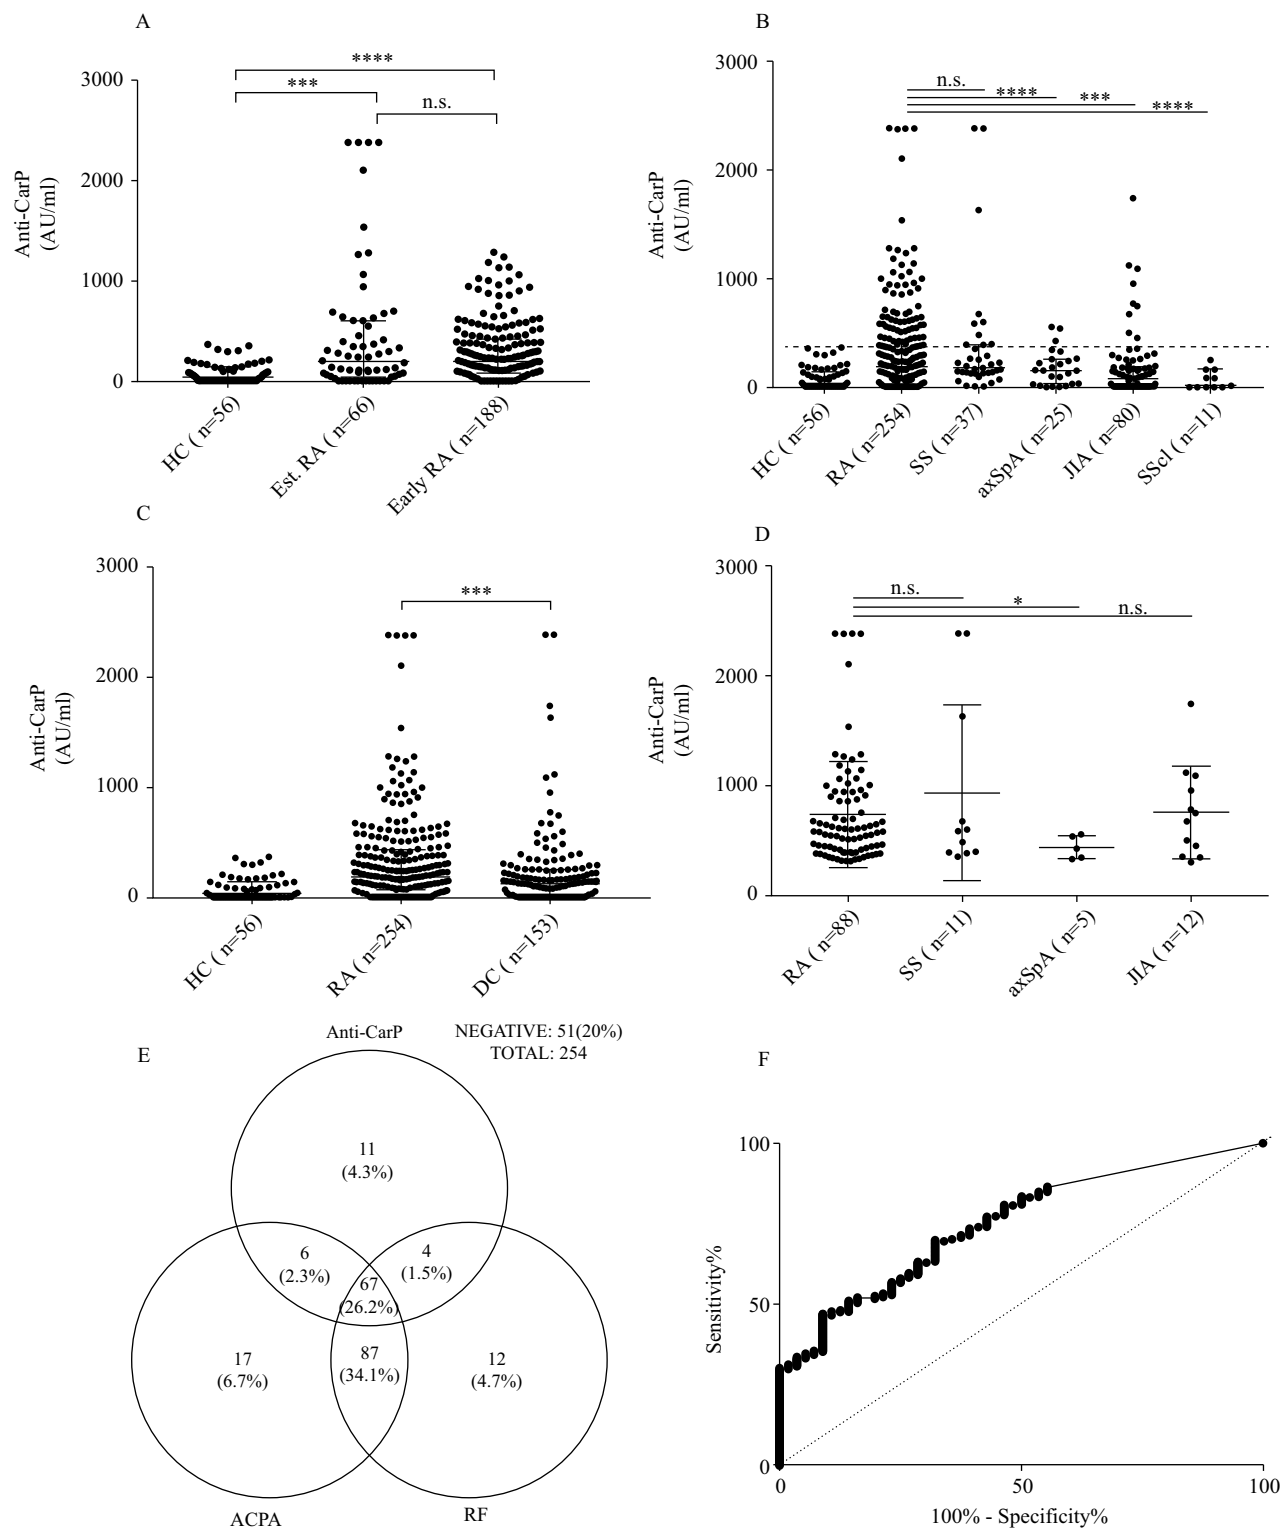 A
****
***
n.s.
3000
2000
1000
0
Anti-CarP
(AU/ml)
HC ( n=56)
Est. RA ( n=66)
Early RA ( n=188)
B
n.s.
****
***
****
3000
2000
1000
0
Anti-CarP
(AU/ml)
HC ( n=56)
RA ( n=254)
SS ( n=37)
axSpA ( n=25)
JIA ( n=80)
SScl ( n=11)
C
***
3000
2000
1000
0
Anti-CarP
(AU/ml)
HC ( n=56)
RA ( n=254)
DC ( n=153)
D
n.s.
*
n.s.
3000
2000
1000
0
Anti-CarP
(AU/ml)
RA ( n=88)
SS ( n=11)
axSpA ( n=5)
JIA ( n=12)
E
Anti-CarP
NEGATIVE: 51(20%)
TOTAL: 254
11
(4.3%)
6
(2.3%)
4
(1.5%)
67
(26.2%)
17
(6.7%)
87
(34.1%)
12
(4.7%)
ACPA
RF
F
100
50
0
Sensitivity%
0
50
100
100% - Specificity%